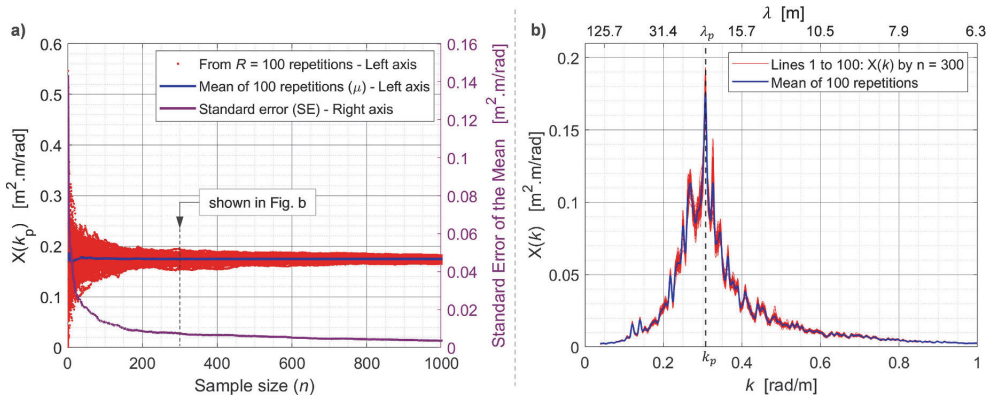 a)
0.6
0.5
0.4
0.3
0.2
0.1
0
X(kp) [m².m/rad]
From R = 100 repetitions - Left axis
Mean of 100 repetitions (μ) - Left axis
Standard error (SE) - Right axis
shown in Fig. b
0.16
0.14
0.12
0.10
0.08
0.06
0.04
0.02
0.00
Standard Error of the Mean [m².m/rad]
0 200 400 600 800 1000
Sample size (n)
b)
λ [m]
125.7 31.4 λp 15.7 10.5 7.9 6.3
Lines 1 to 100: X(k) by n = 300
Mean of 100 repetitions
0.2
0.15
0.1
0.05
0
X(k) [m².m/rad]
0 0.2 kp 0.4 0.6 0.8 1
k [rad/m]